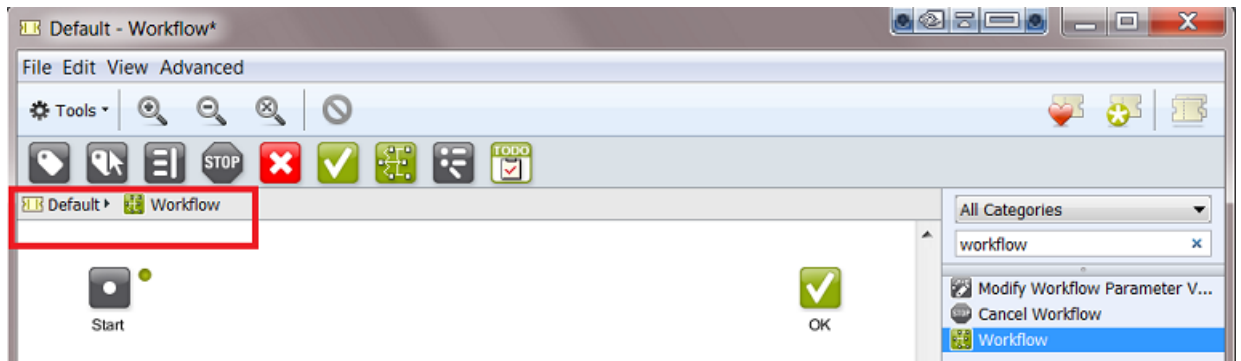 Default - Workflow*
File Edit View Advanced
Tools
STOP
TODO
Default Workflow
All Categories
workflow
Modify Workflow Parameter V...
STOP Cancel Workflow
Workflow
Start
OK